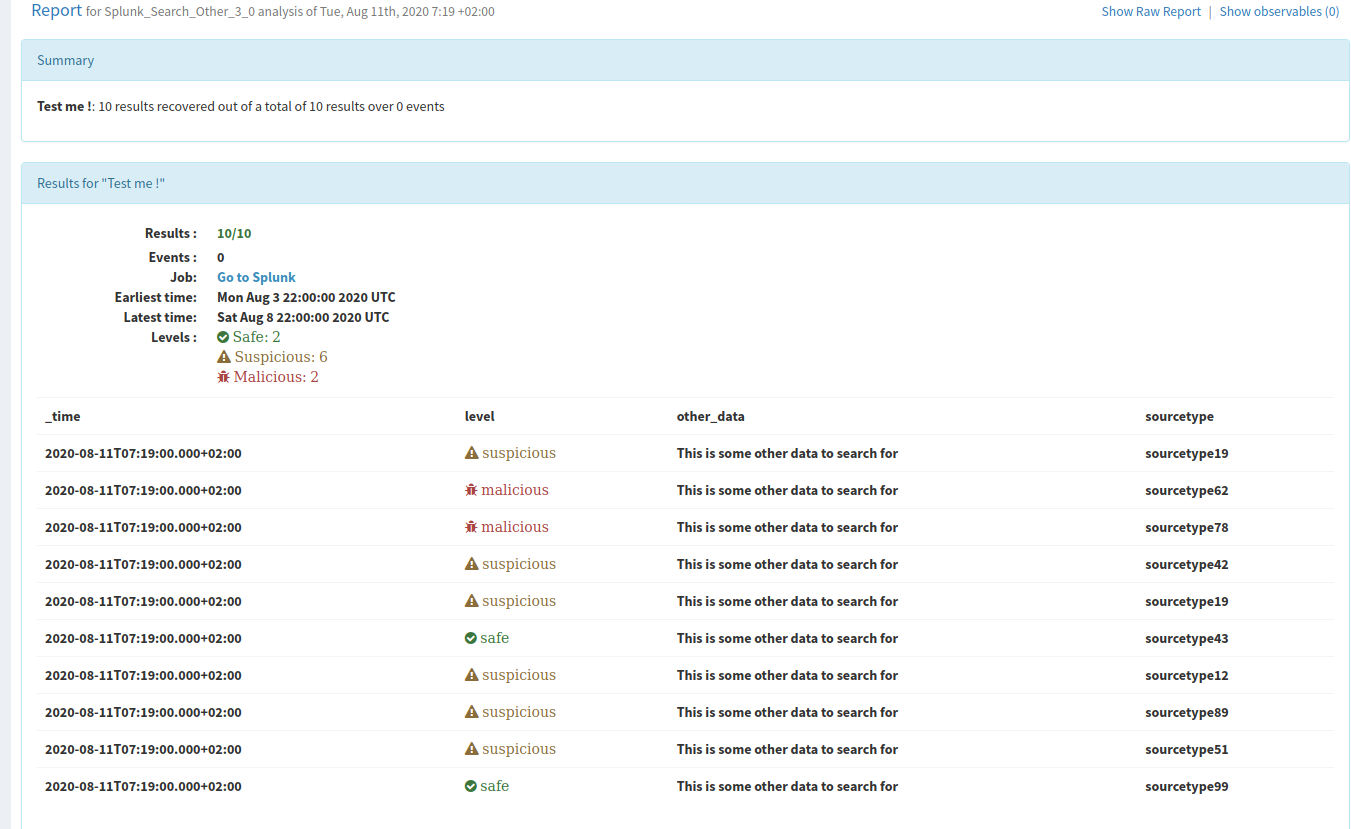 Report for Splunk_Search_Other_3_0 analysis of Tue, Aug 11th, 2020 7:19 +02:00 Show Raw Report | Show observables (0)
Summary
Test me !: 10 results recovered out of a total of 10 results over 0 events
Results for "Test me !"
Results : 10/10
Events : 0
Job: Go to Splunk
Earliest time: Mon Aug 3 22:00:00 2020 UTC
Latest time: Sat Aug 8 22:00:00 2020 UTC
Levels : Safe: 2
Suspicious: 6
Malicious: 2
_time level other_data sourcetype
2020-08-11T07:19:00.000+02:00 suspicious This is some other data to search for sourcetype19
2020-08-11T07:19:00.000+02:00 malicious This is some other data to search for sourcetype62
2020-08-11T07:19:00.000+02:00 malicious This is some other data to search for sourcetype78
2020-08-11T07:19:00.000+02:00 suspicious This is some other data to search for sourcetype42
2020-08-11T07:19:00.000+02:00 suspicious This is some other data to search for sourcetype19
2020-08-11T07:19:00.000+02:00 safe This is some other data to search for sourcetype43
2020-08-11T07:19:00.000+02:00 suspicious This is some other data to search for sourcetype12
2020-08-11T07:19:00.000+02:00 suspicious This is some other data to search for sourcetype89
2020-08-11T07:19:00.000+02:00 suspicious This is some other data to search for sourcetype51
2020-08-11T07:19:00.000+02:00 safe This is some other data to search for sourcetype99